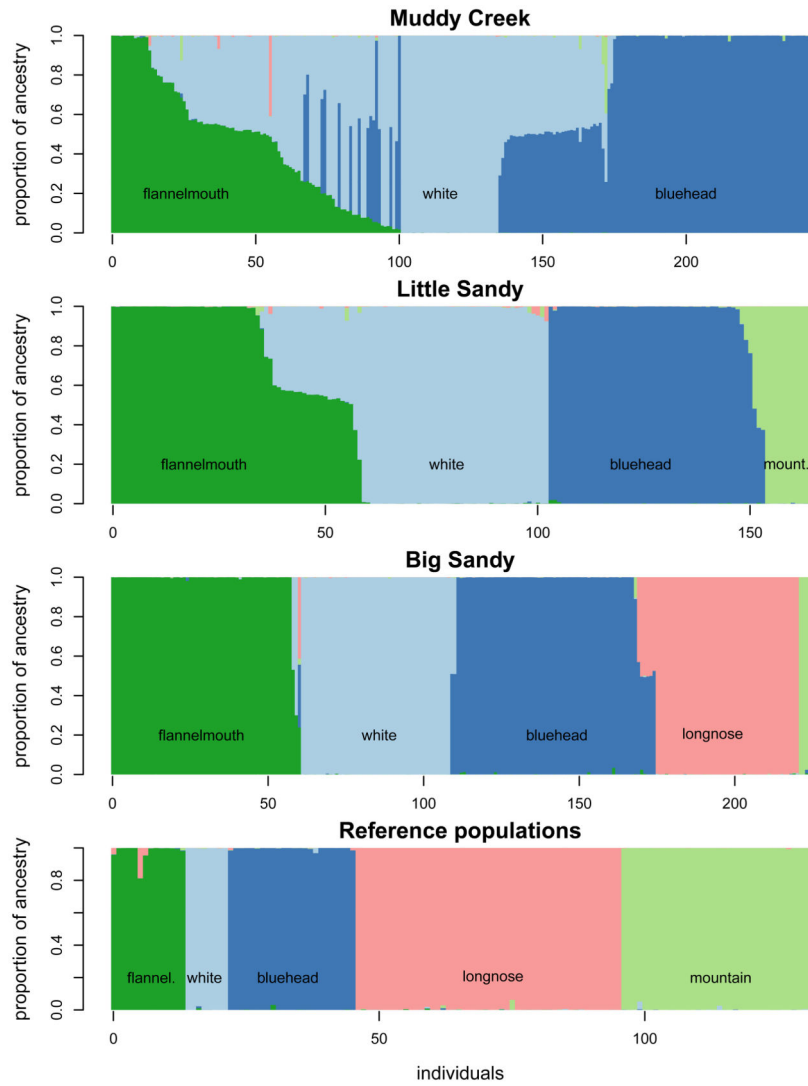 Muddy Creek
proportion of ancestry
0.0 0.2 0.4 0.6 0.8 1.0
flannelmouth white bluehead
0 50 100 150 200
Little Sandy
proportion of ancestry
0.0 0.2 0.4 0.6 0.8 1.0
flannelmouth white bluehead mount.
0 50 100 150
Big Sandy
proportion of ancestry
0.0 0.2 0.4 0.6 0.8 1.0
flannelmouth white bluehead longnose
0 50 100 150 200
Reference populations
proportion of ancestry
0.0 0.4 0.8
flannel. white bluehead longnose mountain
0 50 100
individuals